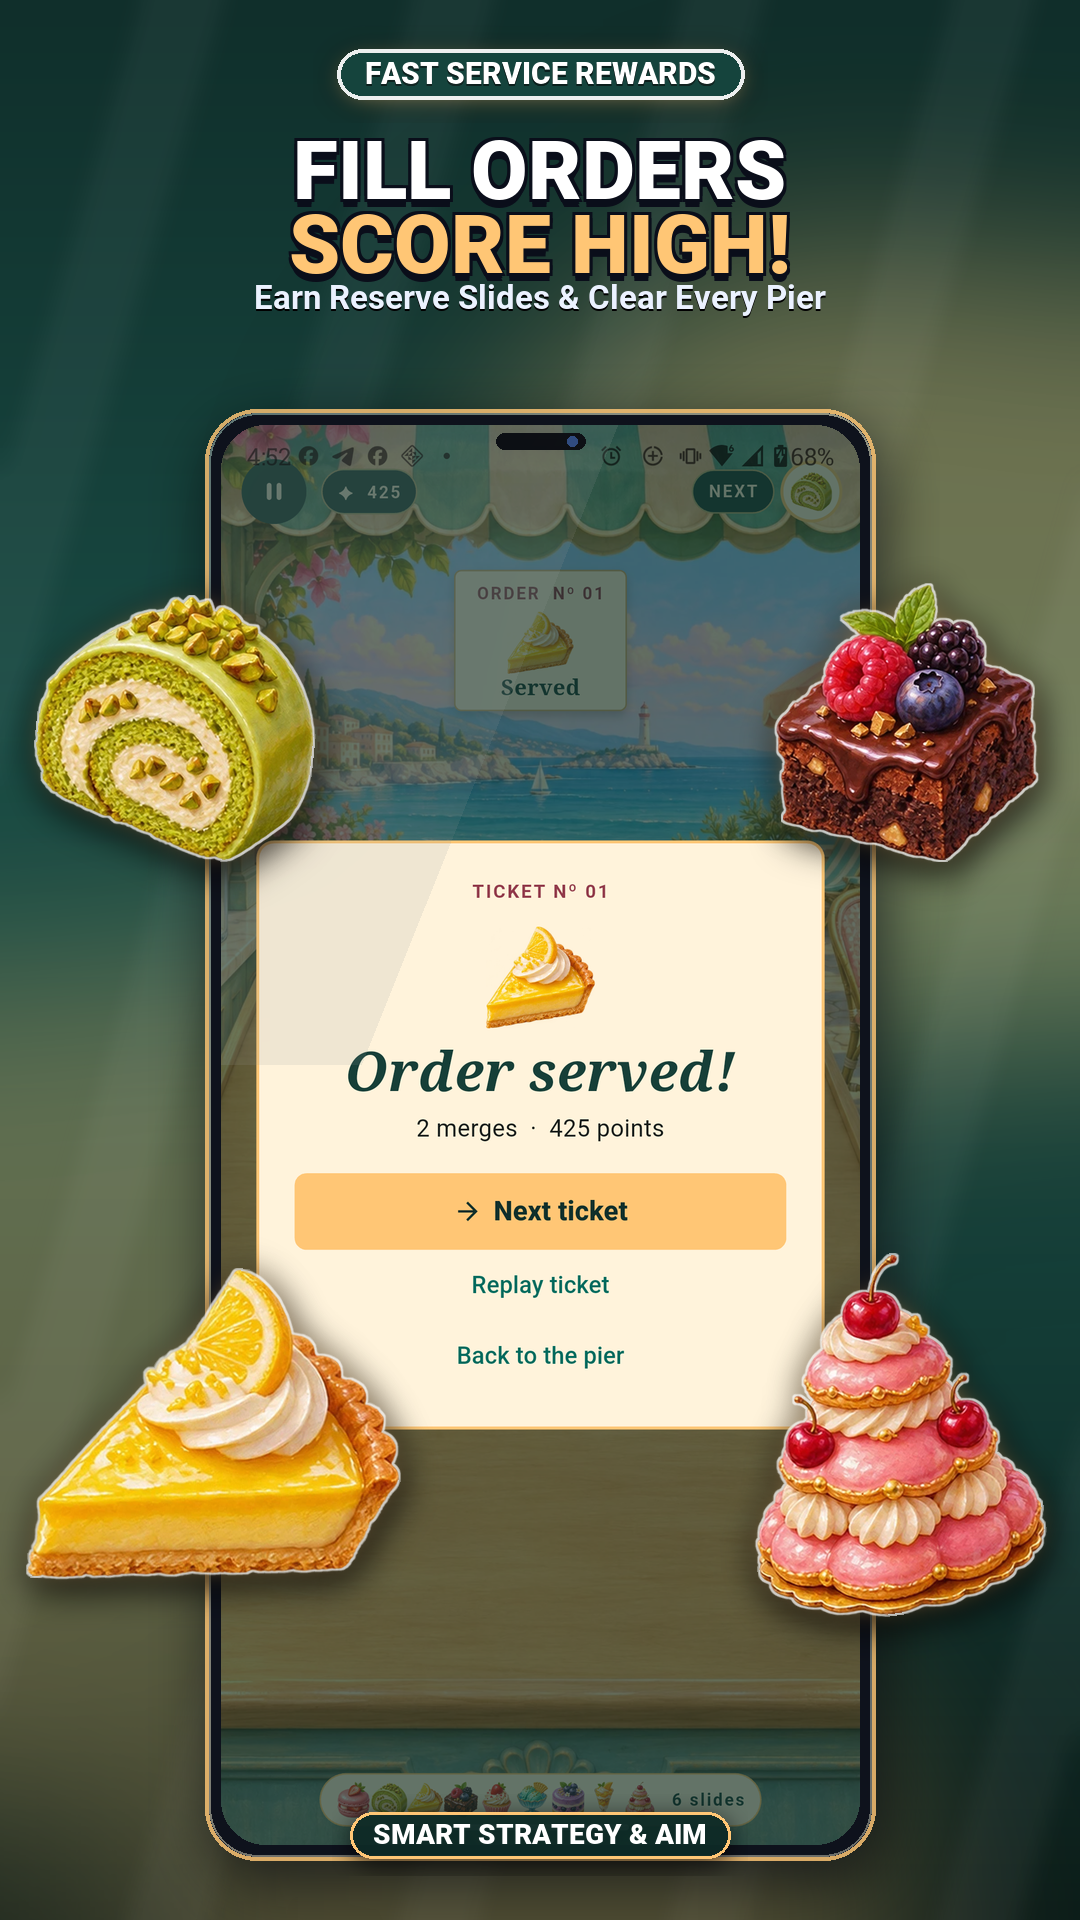 FAST SERVICE REWARDS
FILL ORDERS
SCORE HIGH!
Earn Reserve Slides & Clear Every Pier
4:52
68%
425
NEXT
ORDER Nº 01
Served
TICKET Nº 01
Order served!
2 merges · 425 points
→ Next ticket
Replay ticket
Back to the pier
6 slides
SMART STRATEGY & AIM